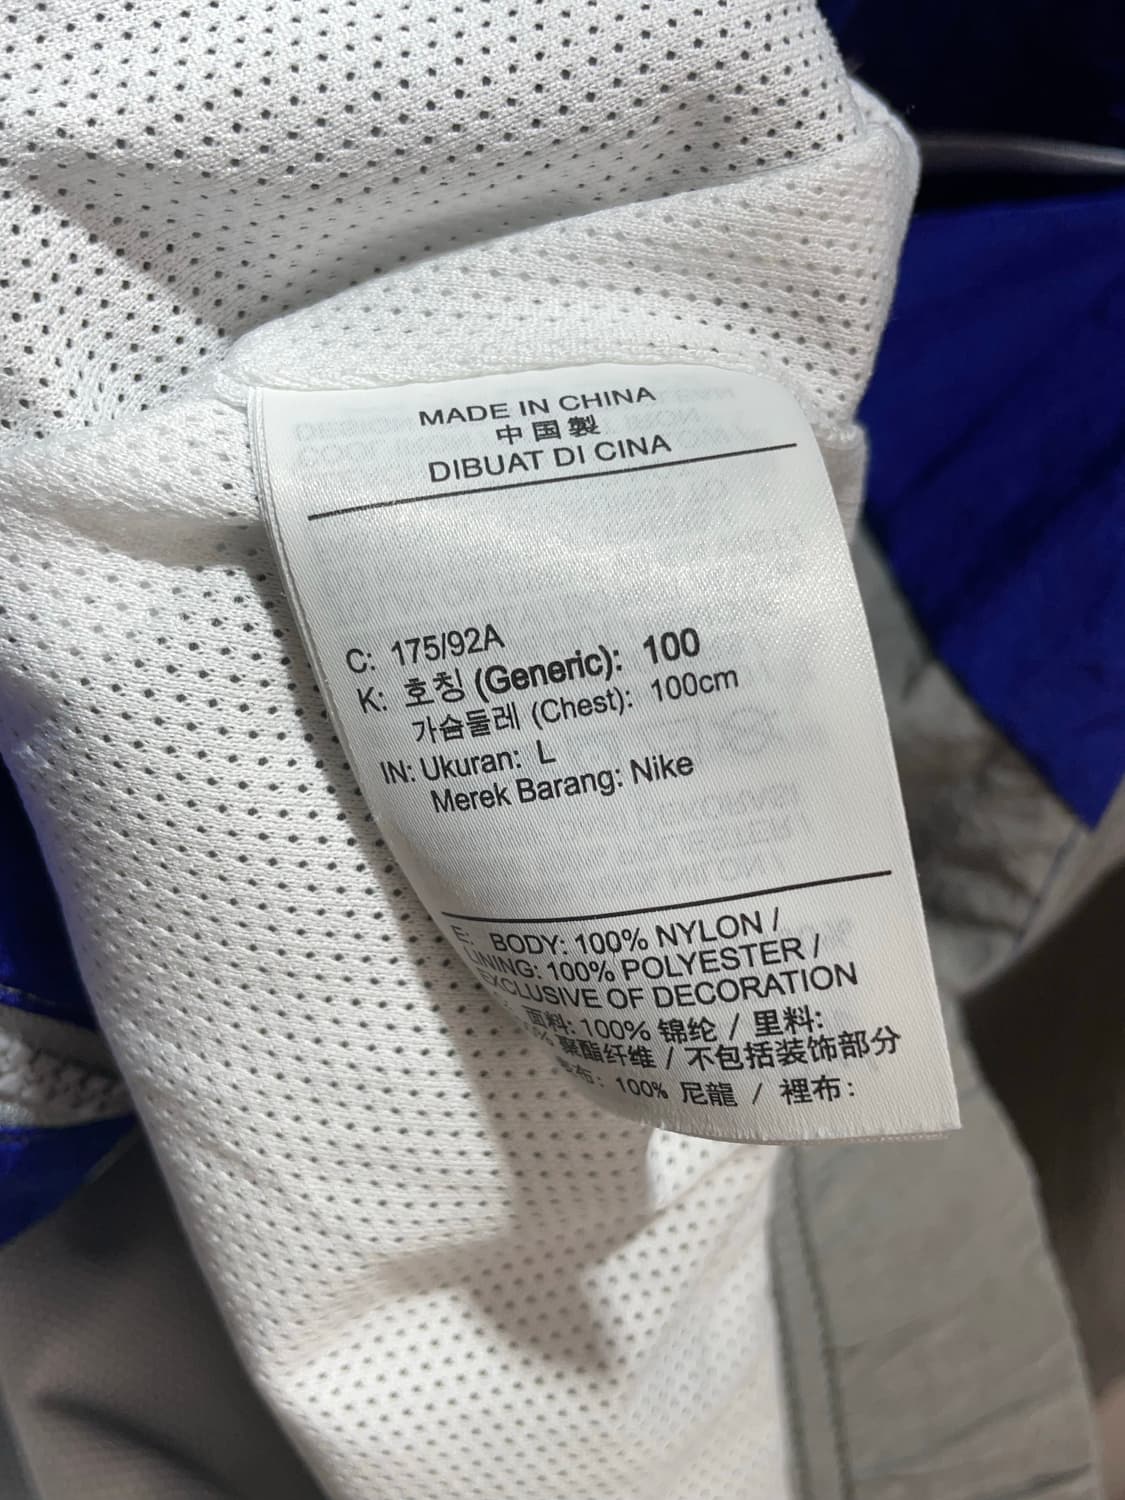 MADE IN CHINA
中国製
DIBUAT DI CINA
C: 175/92A
K: 호칭 (Generic): 100
가슴둘레 (Chest): 100cm
IN: Ukuran: L
Merek Barang: Nike
E: BODY: 100% NYLON /
LINING: 100% POLYESTER /
EXCLUSIVE OF DECORATION
面料: 100% 锦纶 / 里料:
聚酯纤维 / 不包括装饰部分
布: 100% 尼龍 / 裡布: